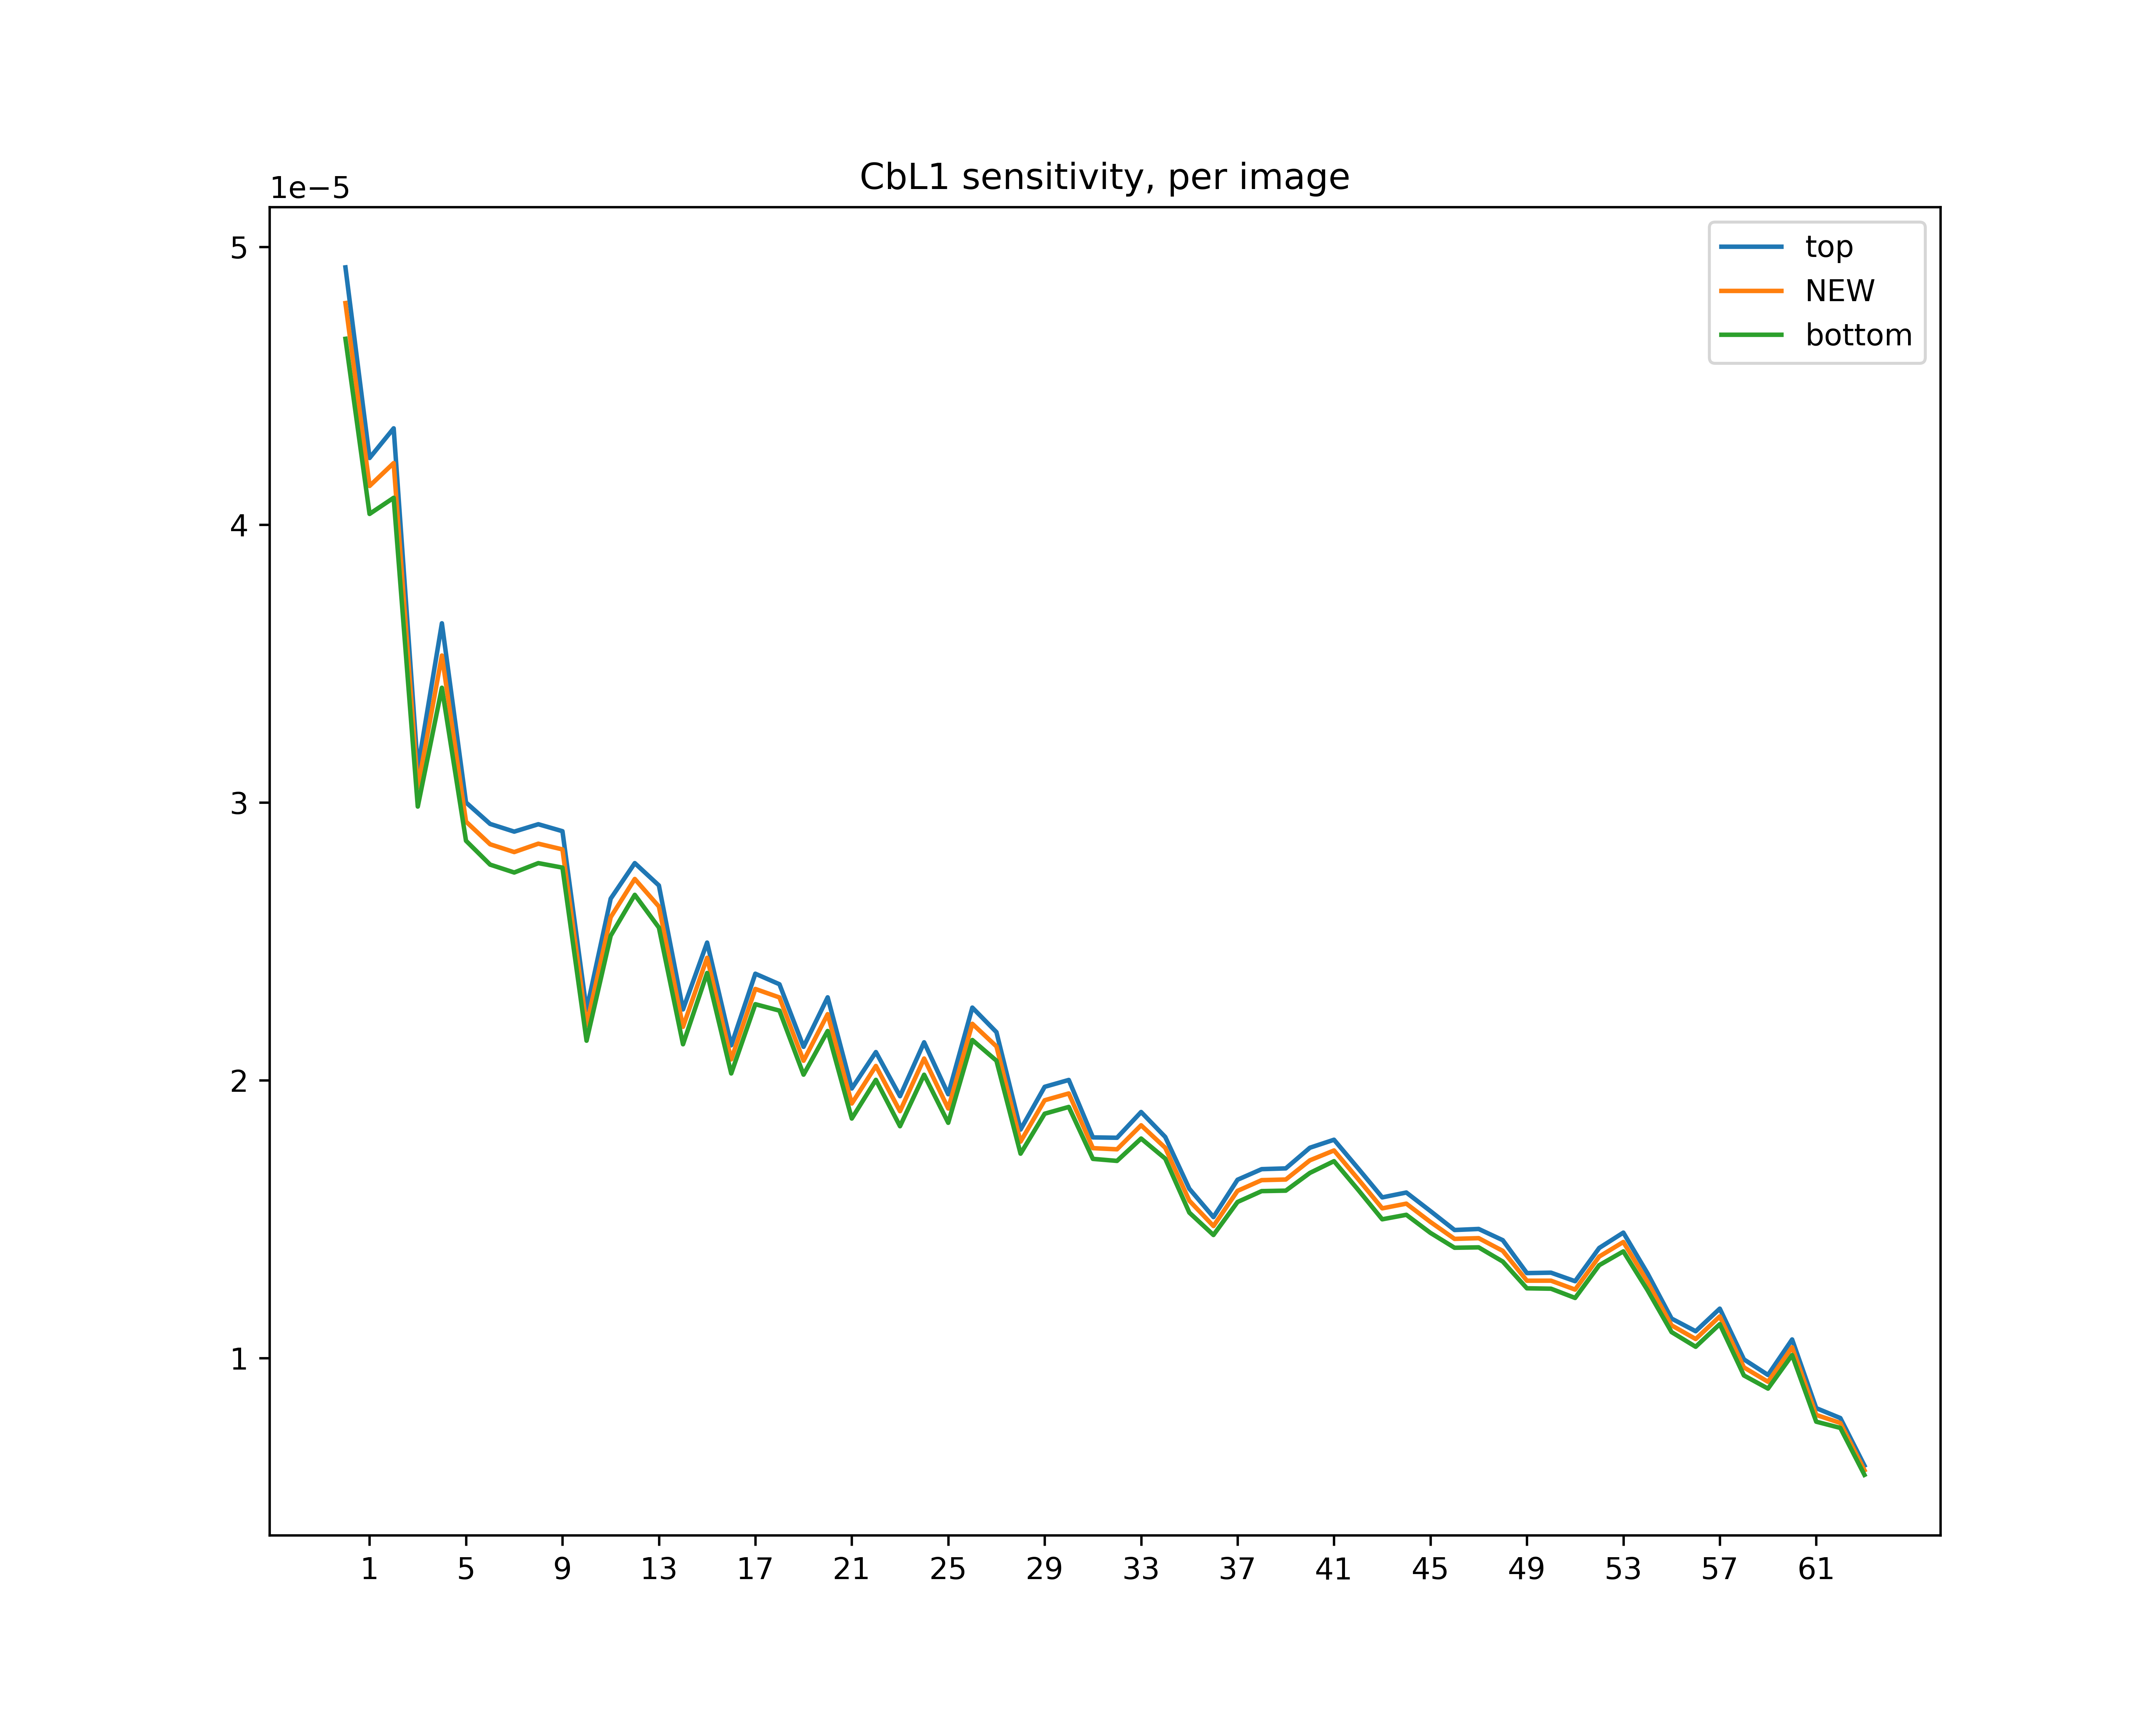 CbL1 sensitivity, per image
1e−5
top
NEW
bottom
5
4
3
2
1
1 5 9 13 17 21 25 29 33 37 41 45 49 53 57 61